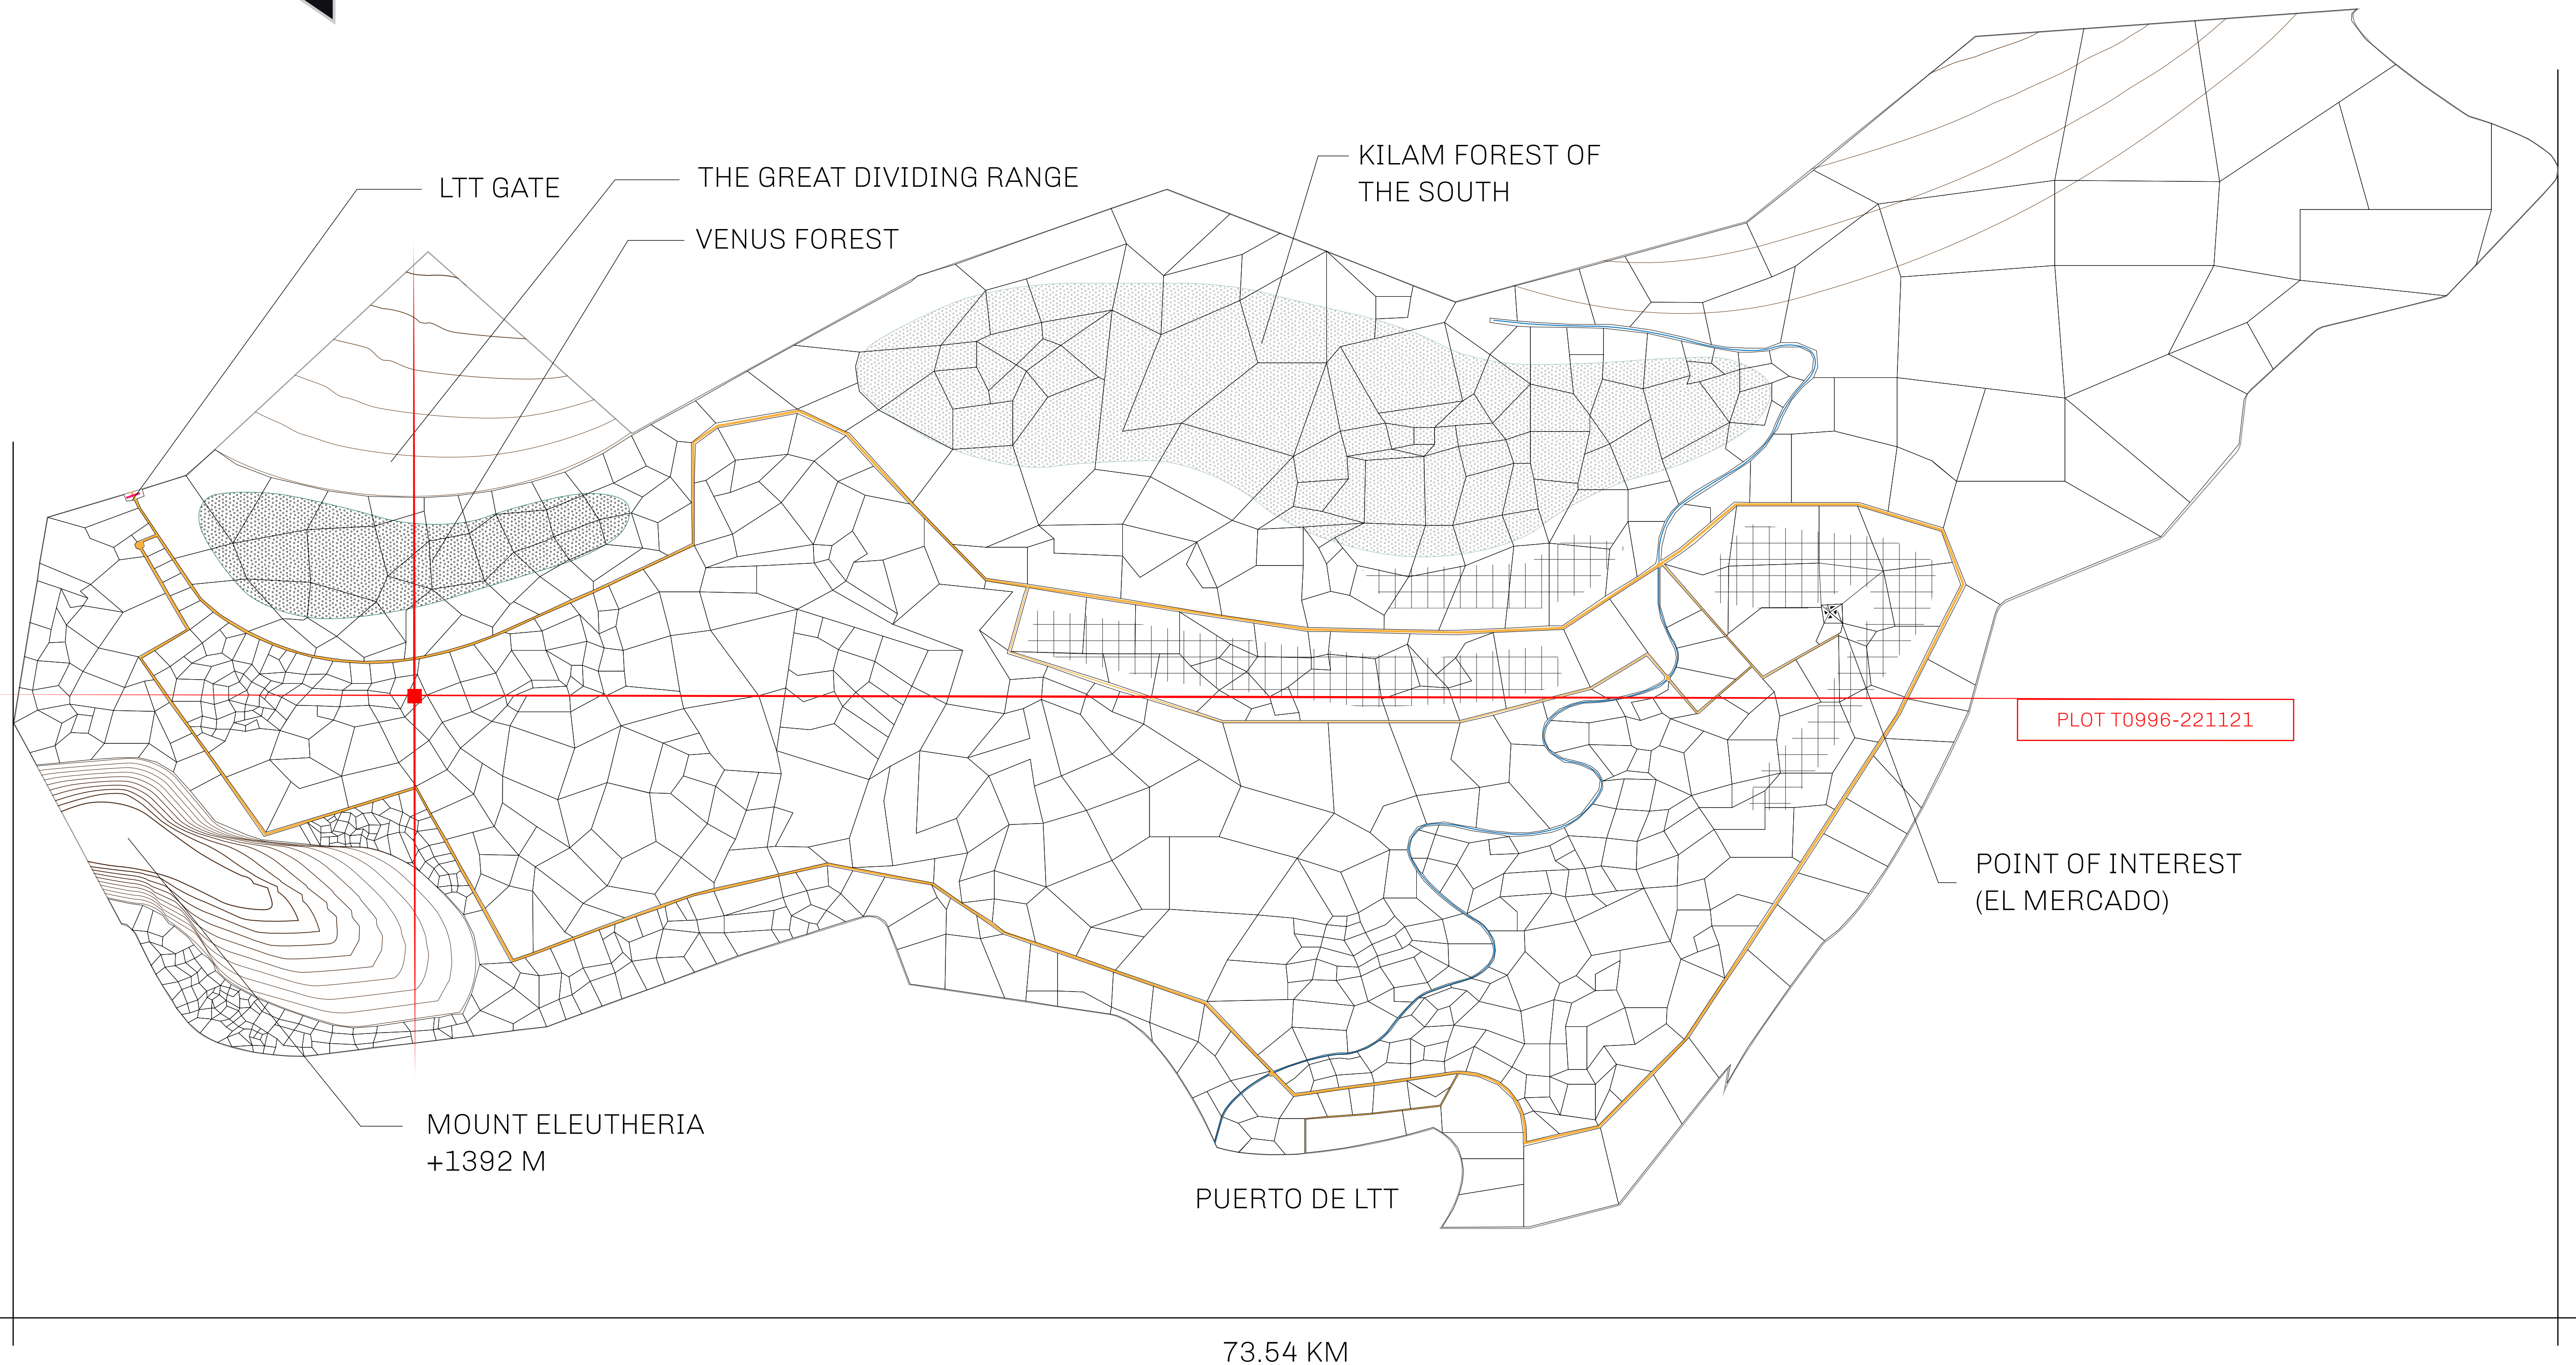 KILAM FOREST OF
THE SOUTH
THE GREAT DIVIDING RANGE
LTT GATE
VENUS FOREST
PLOT T0996-221121
POINT OF INTEREST
(EL MERCADO)
MOUNT ELEUTHERIA
+1392 M
PUERTO DE LTT
73.54 KM